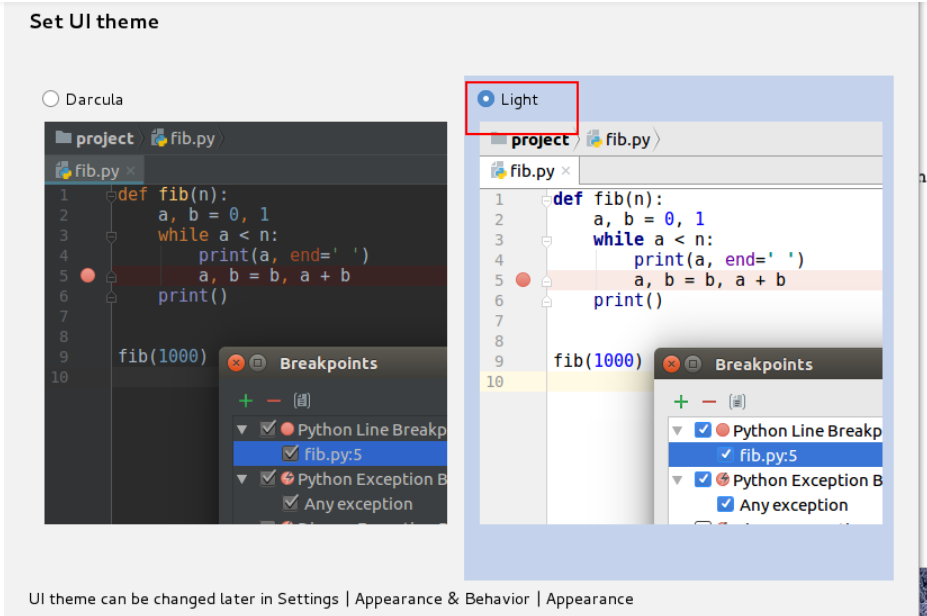 Set UI theme
Darcula
project fib.py
fib.py ×
1 def fib(n):
2 a, b = 0, 1
3 while a < n:
4 print(a, end=' ')
5 a, b = b, a + b
6 print()
7
8
9 fib(1000)
10
Breakpoints
Python Line Breakp
fib.py:5
Python Exception B
Any exception
Light
project fib.py
fib.py ×
1 def fib(n):
2 a, b = 0, 1
3 while a < n:
4 print(a, end=' ')
5 a, b = b, a + b
6 print()
7
8
9 fib(1000)
10
Breakpoints
Python Line Breakp
fib.py:5
Python Exception B
Any exception
UI theme can be changed later in Settings | Appearance & Behavior | Appearance